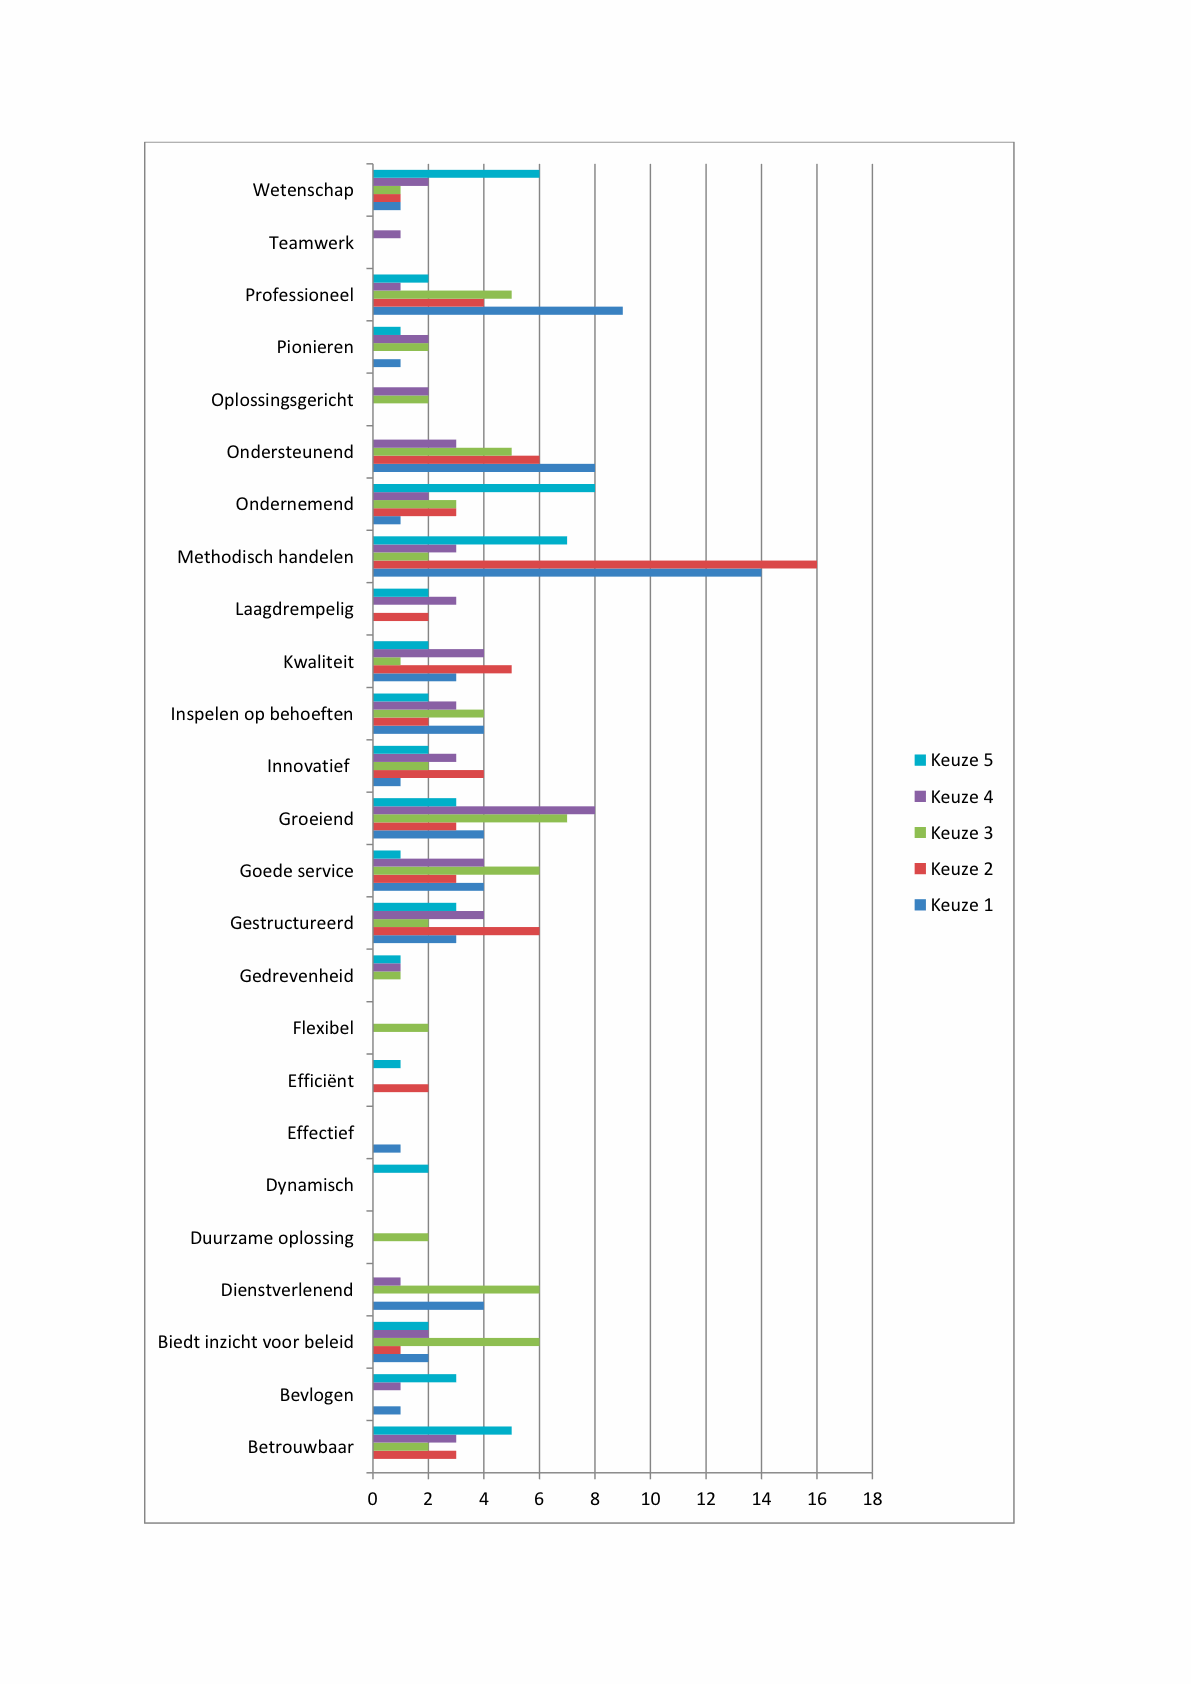 Wetenschap
Teamwerk
Professioneel
Pionieren
Oplossingsgericht
Ondersteunend
Ondernemend
Methodisch handelen
Laagdrempelig
Kwaliteit
Inspelen op behoeften
Innovatief
Groeiend
Goede service
Gestructureerd
Gedrevenheid
Flexibel
Efficiënt
Effectief
Dynamisch
Duurzame oplossing
Dienstverlenend
Biedt inzicht voor beleid
Bevlogen
Betrouwbaar
0 2 4 6 8 10 12 14 16 18
Keuze 5
Keuze 4
Keuze 3
Keuze 2
Keuze 1